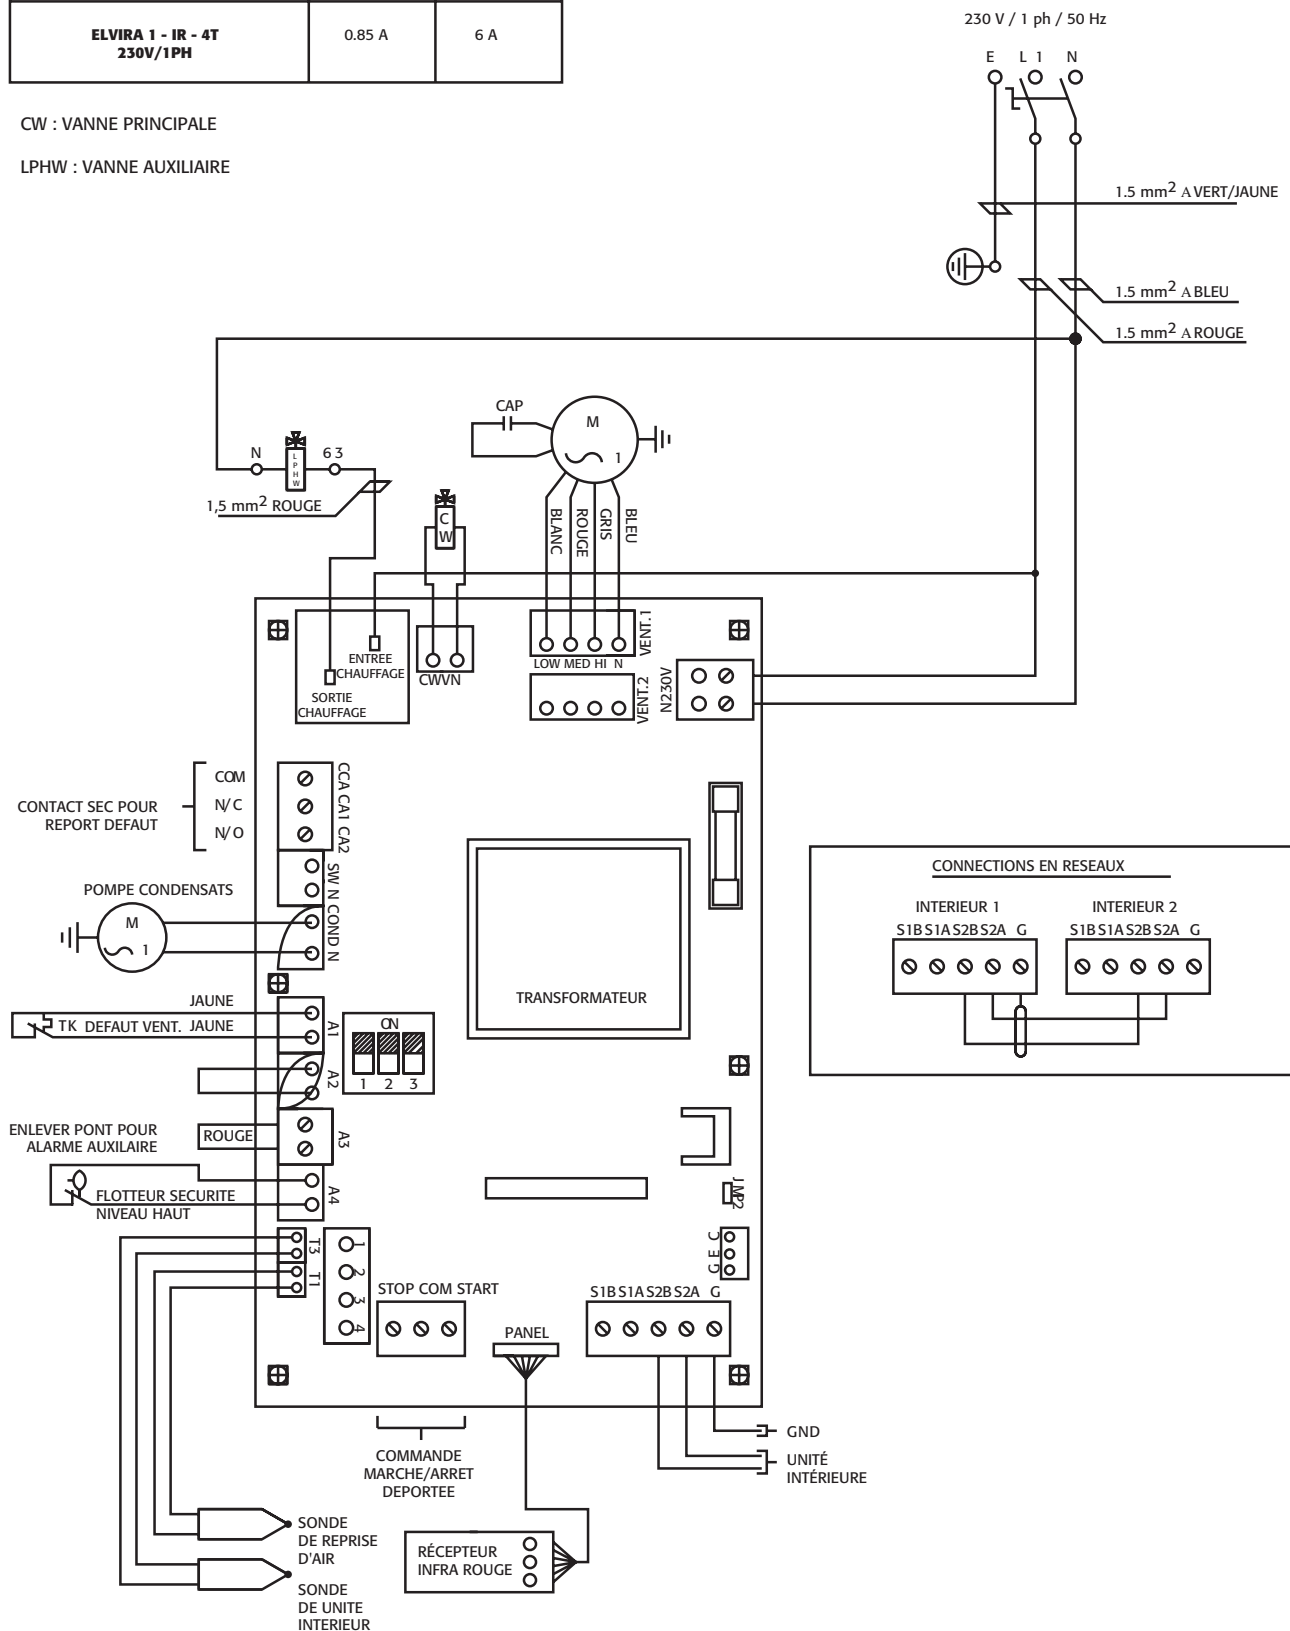 ELVIRA 1 - IR - 4T
230V/1PH
0.85 A
6 A
230 V / 1 ph / 50 Hz
E L 1 N
CW : VANNE PRINCIPALE
LPHW : VANNE AUXILIAIRE
1.5 mm2 A VERT/JAUNE
1.5 mm2 A BLEU
1.5 mm2 A ROUGE
CAP
M
1
N
LPHW
6 3
1,5 mm2 ROUGE
C
W
BLANC
ROUGE
GRIS
BLEU
ENTREE
CHAUFFAGE
SORTIE
CHAUFFAGE
CWVN
VENT.1
LOW MED HI N
VENT.2
N230V
CONTACT SEC POUR
REPORT DEFAUT
COM
N/C
N/O
CCA CA1 CA2
SW N COND N
POMPE CONDENSATS
M
1
TRANSFORMATEUR
CONNECTIONS EN RESEAUX
INTERIEUR 1
S1B S1A S2B S2A G
INTERIEUR 2
S1B S1A S2B S2A G
JAUNE
TK DEFAUT VENT. JAUNE
A1
A2
ON
1 2 3
ENLEVER PONT POUR
ALARME AUXILAIRE
ROUGE
A3
FLOTTEUR SECURITE
NIVEAU HAUT
A4
T3
T1
1
2
3
4
JMP2
C
E
G
STOP COM START
PANEL
S1B S1A S2B S2A G
GND
UNITÉ
INTÉRIEURE
COMMANDE
MARCHE/ARRET
DEPORTEE
SONDE
DE REPRISE
D'AIR
RÉCEPTEUR
INFRA ROUGE
SONDE
DE UNITE
INTERIEUR